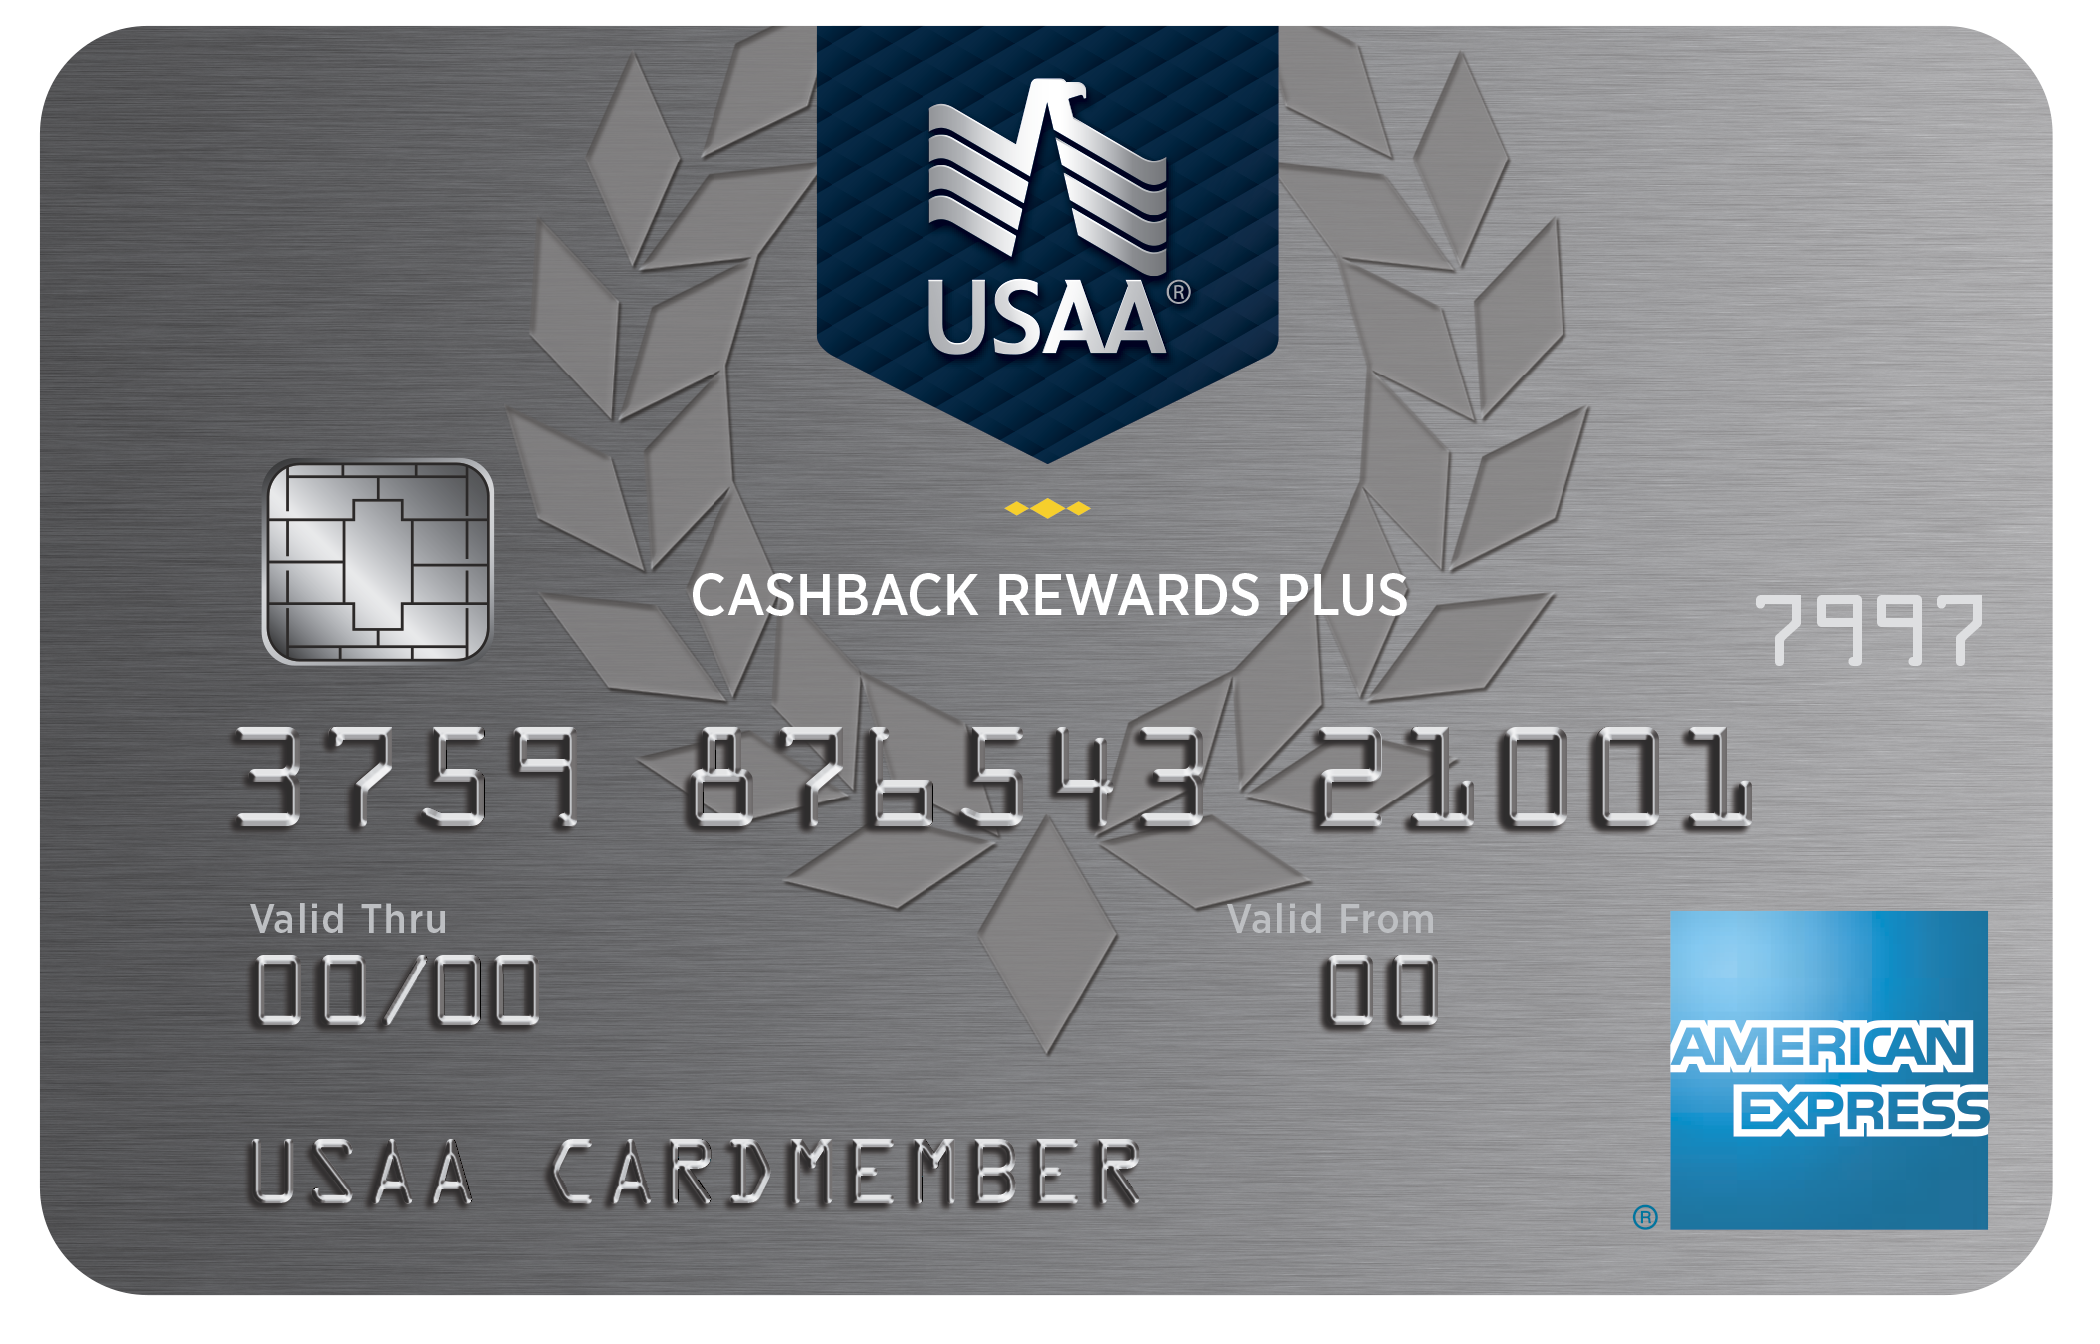 USAA®
CASHBACK REWARDS PLUS
7997
3759 876543 21001
Valid Thru
Valid From
00/00
00
AMERICAN
EXPRESS
USAA CARDMEMBER
®